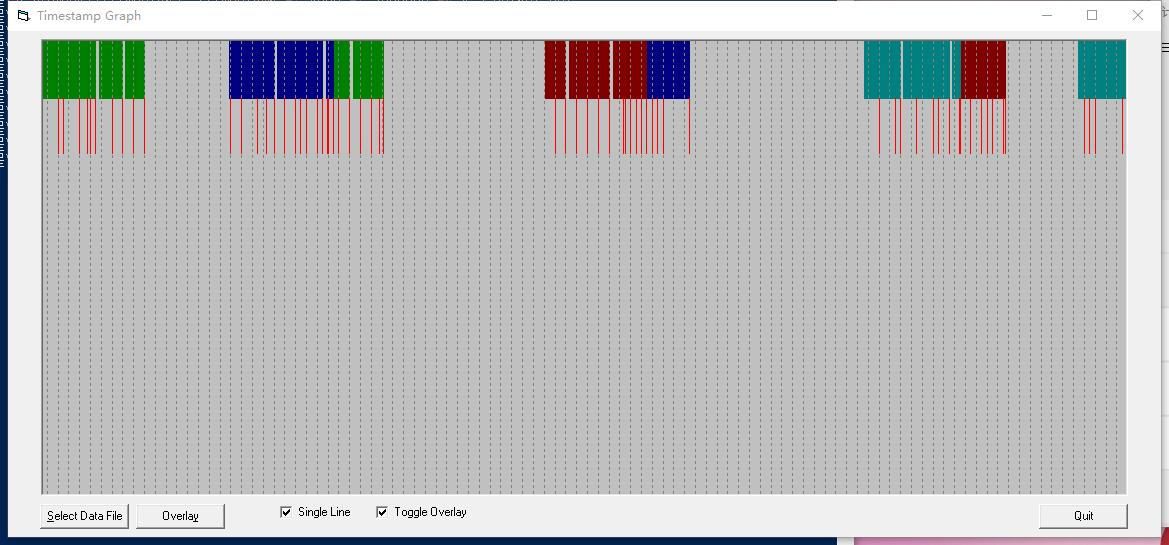 Timestamp Graph
Select Data File
Overlay
Single Line
Toggle Overlay
Quit